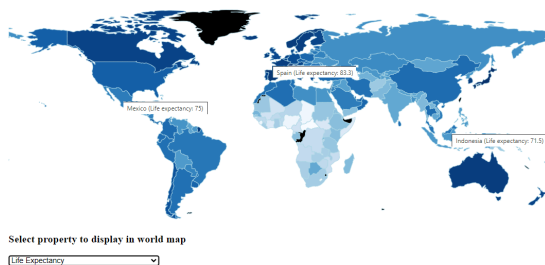 Spain (Life expectancy: 83.3)
Mexico (Life expectancy: 75)
Indonesia (Life expectancy: 71.5)
Select property to display in world map
Life Expectancy